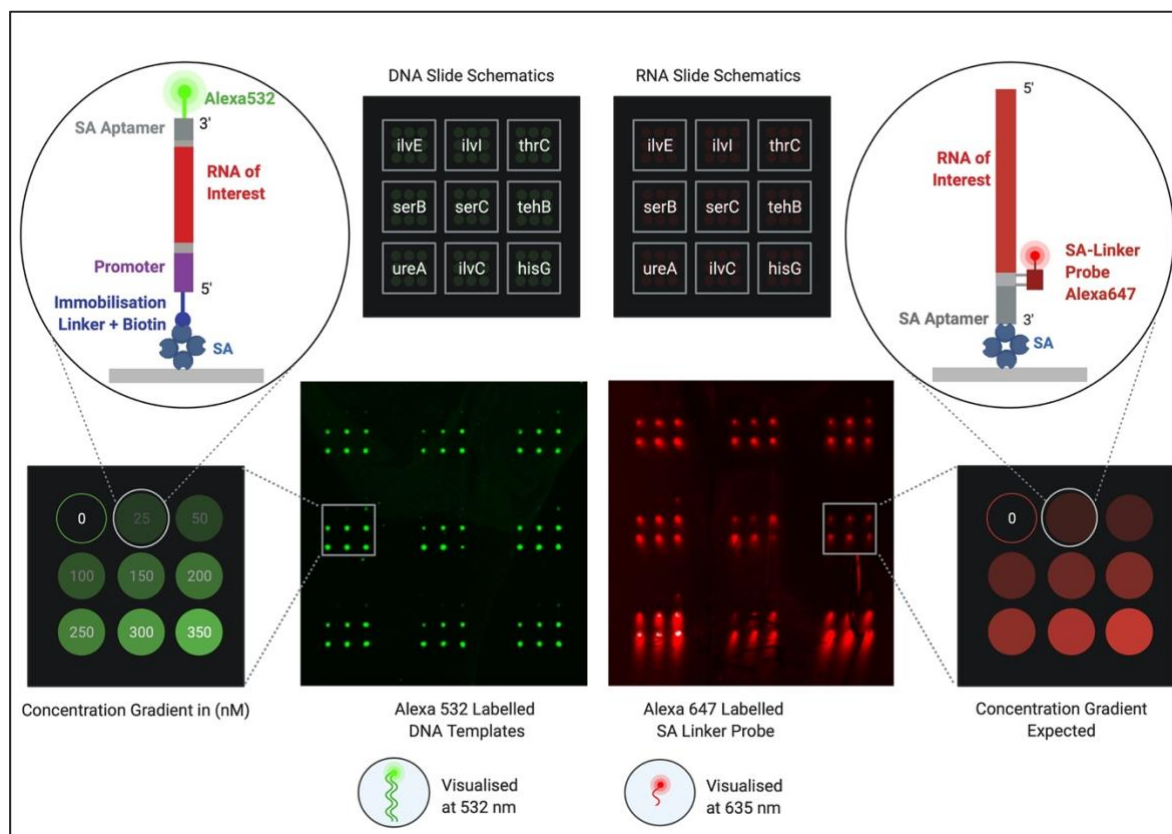 Alexa532
SA Aptamer
3'
RNA of
Interest
Promoter
5'
Immobilisation
Linker + Biotin
SA
DNA Slide Schematics
ilvE
ilvI
thrC
serB
serC
tehB
ureA
ilvC
hisG
RNA Slide Schematics
ilvE
ilvI
thrC
serB
serC
tehB
ureA
ilvC
hisG
5'
RNA of
Interest
SA-Linker
Probe
Alexa647
SA Aptamer
3'
SA
0
25
50
100
150
200
250
300
350
Concentration Gradient in (nM)
Alexa 532 Labelled
DNA Templates
Visualised
at 532 nm
Alexa 647 Labelled
SA Linker Probe
Visualised
at 635 nm
0
Concentration Gradient
Expected